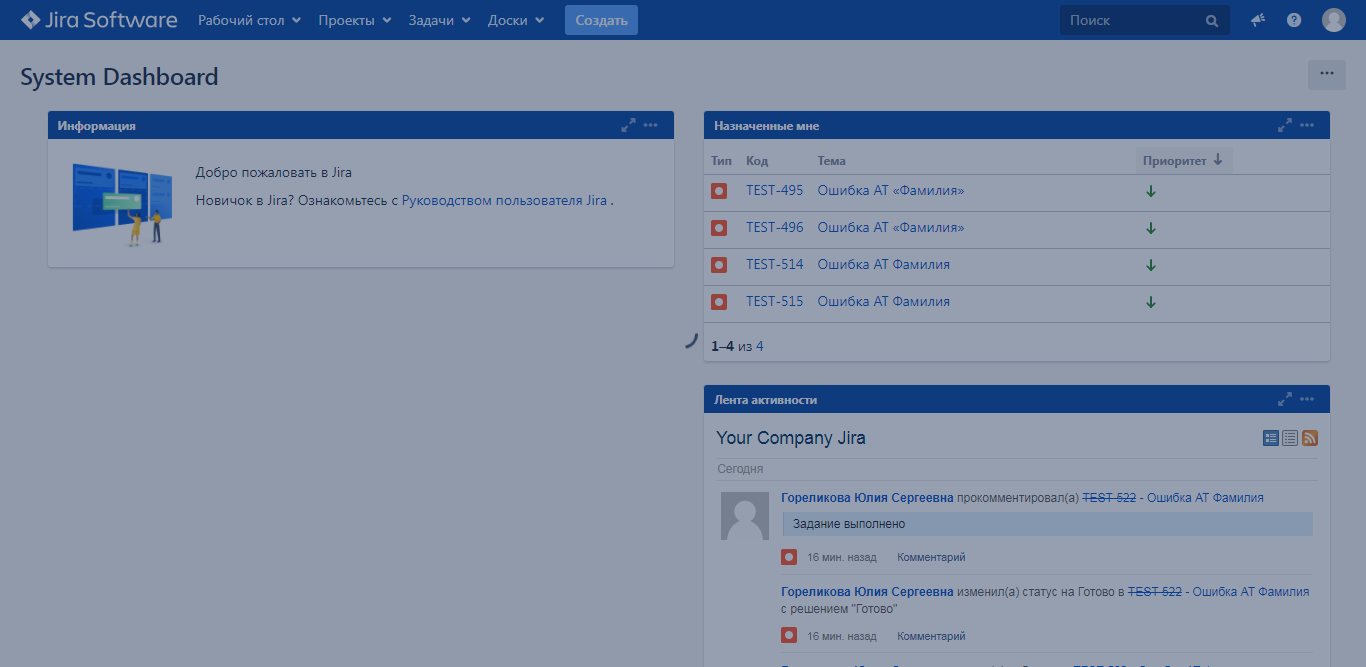 Jira Software Рабочий стол Проекты Задачи Доски Создать Поиск
System Dashboard
Информация
Добро пожаловать в Jira
Новичок в Jira? Ознакомьтесь с Руководством пользователя Jira .
Назначенные мне
Тип Код Тема Приоритет
TEST-495 Ошибка АТ «Фамилия»
TEST-496 Ошибка АТ «Фамилия»
TEST-514 Ошибка АТ Фамилия
TEST-515 Ошибка АТ Фамилия
1–4 из 4
Лента активности
Your Company Jira
Сегодня
Гореликова Юлия Сергеевна прокомментировал(а) TEST-522 - Ошибка АТ Фамилия
Задание выполнено
16 мин. назад Комментарий
Гореликова Юлия Сергеевна изменил(а) статус на Готово в TEST-522 - Ошибка АТ Фамилия
с решением "Готово"
16 мин. назад Комментарий